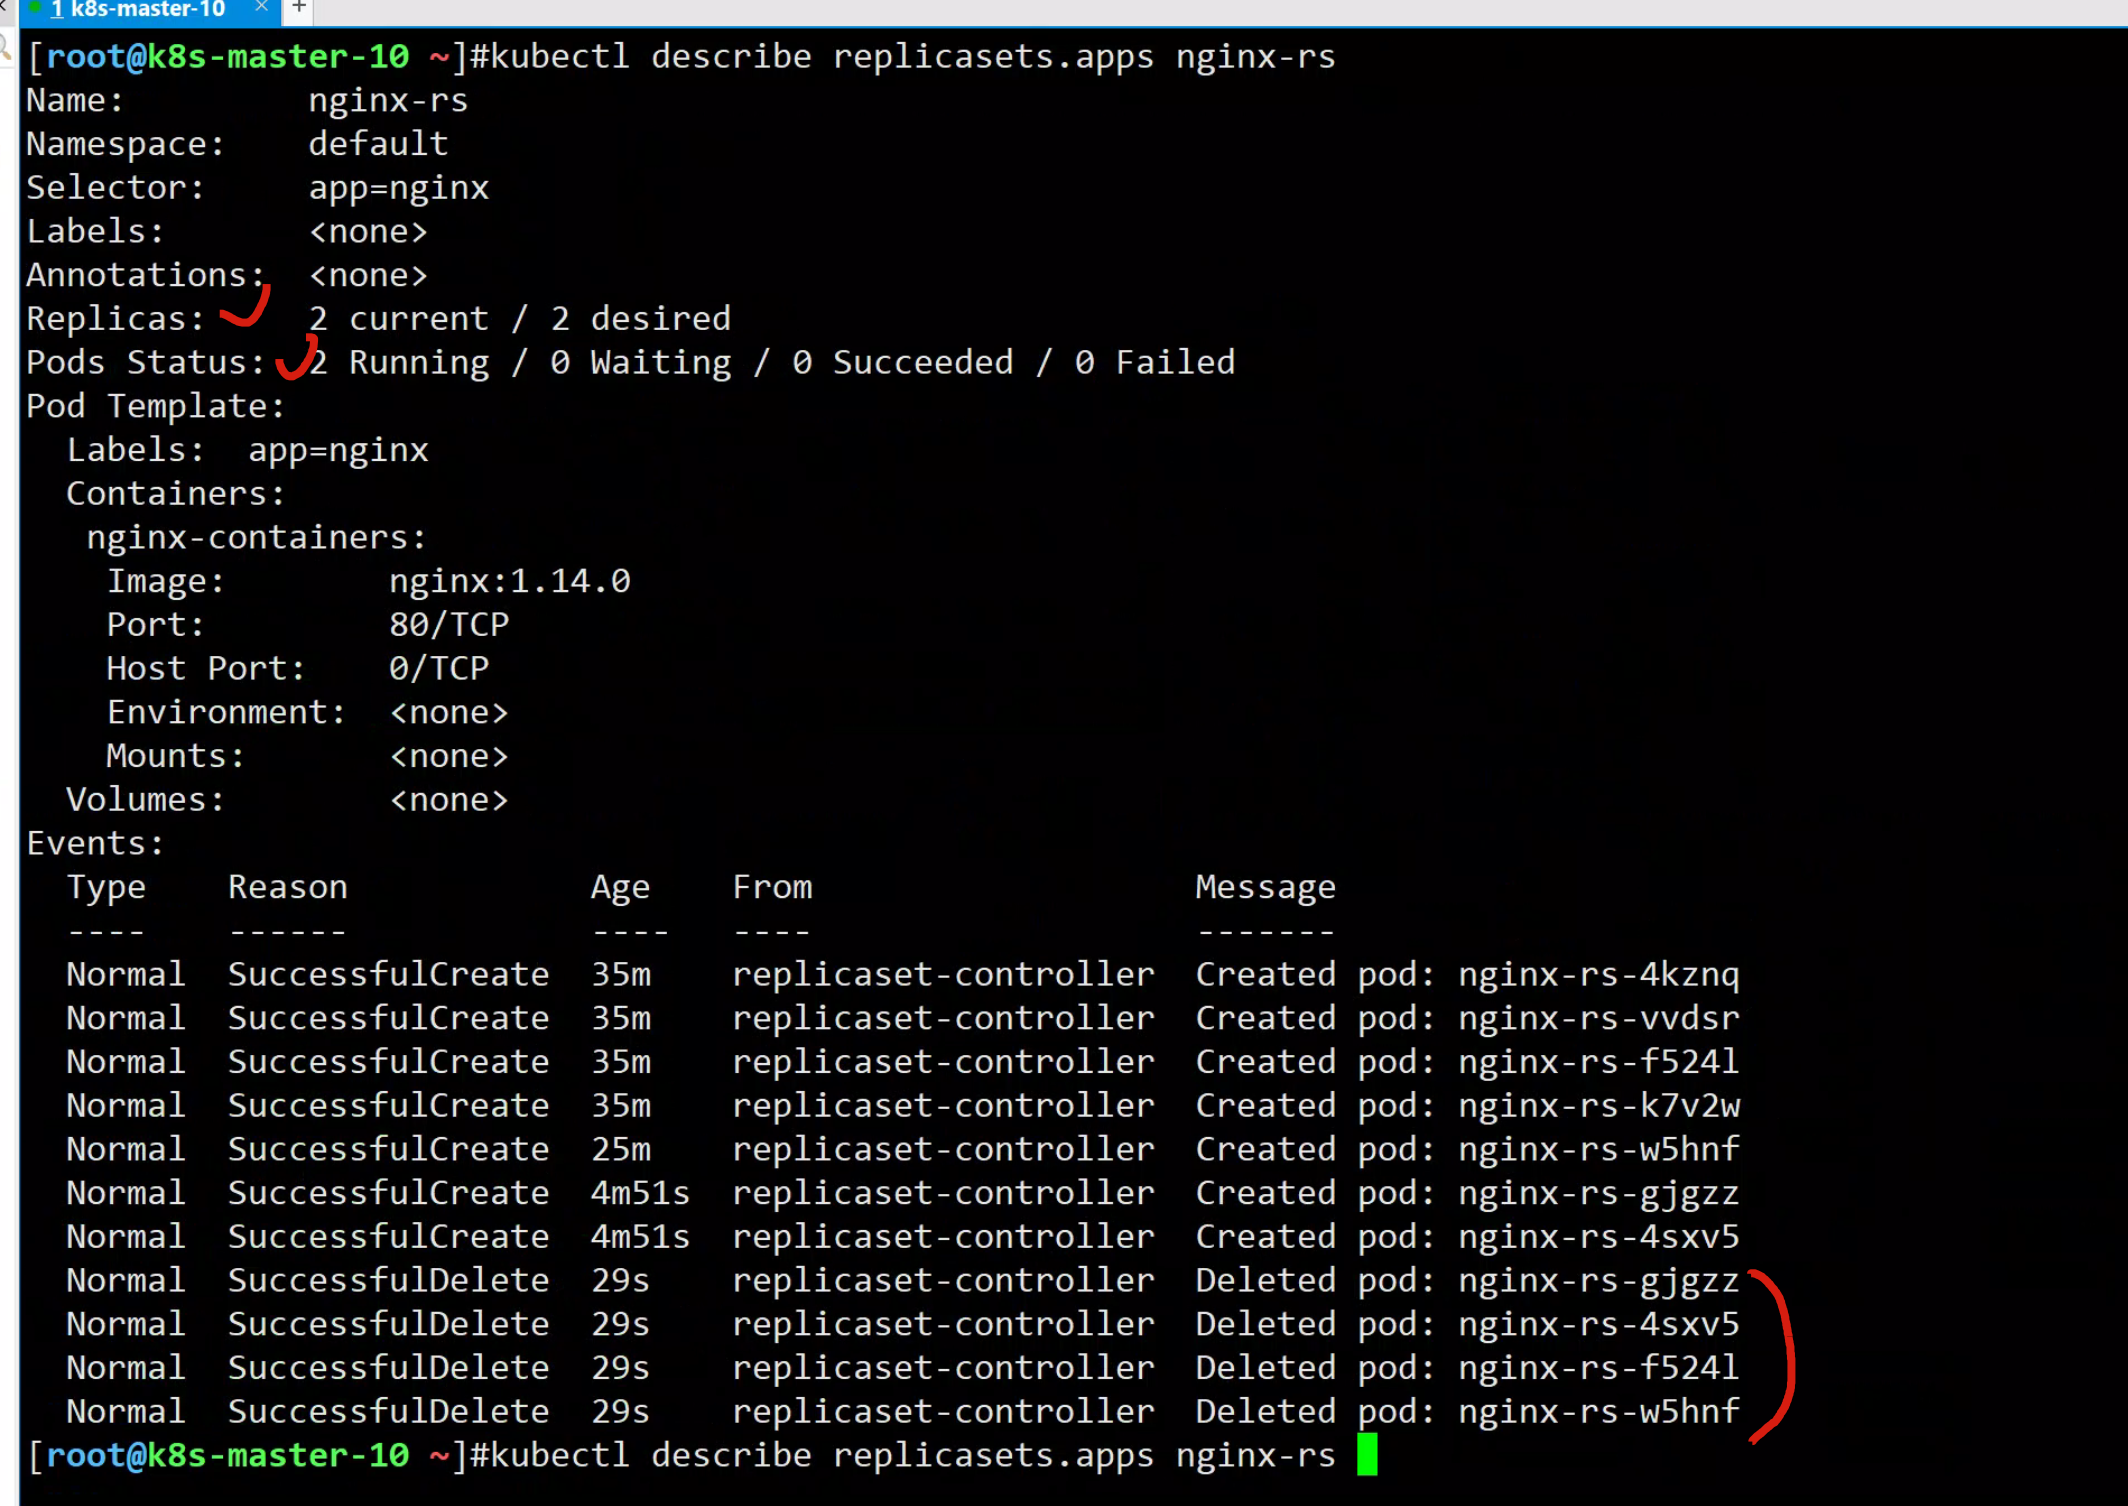 1 k8s-master-10 × +
[root@k8s-master-10 ~]#kubectl describe replicasets.apps nginx-rs
Name:         nginx-rs
Namespace:    default
Selector:     app=nginx
Labels:       <none>
Annotations:  <none>
Replicas:     2 current / 2 desired
Pods Status:  2 Running / 0 Waiting / 0 Succeeded / 0 Failed
Pod Template:
  Labels:  app=nginx
  Containers:
   nginx-containers:
    Image:        nginx:1.14.0
    Port:         80/TCP
    Host Port:    0/TCP
    Environment:  <none>
    Mounts:       <none>
  Volumes:        <none>
Events:
  Type    Reason            Age    From                   Message
  ----    ------            ----   ----                   -------
  Normal  SuccessfulCreate  35m    replicaset-controller  Created pod: nginx-rs-4kznq
  Normal  SuccessfulCreate  35m    replicaset-controller  Created pod: nginx-rs-vvdsr
  Normal  SuccessfulCreate  35m    replicaset-controller  Created pod: nginx-rs-f524l
  Normal  SuccessfulCreate  35m    replicaset-controller  Created pod: nginx-rs-k7v2w
  Normal  SuccessfulCreate  25m    replicaset-controller  Created pod: nginx-rs-w5hnf
  Normal  SuccessfulCreate  4m51s  replicaset-controller  Created pod: nginx-rs-gjgzz
  Normal  SuccessfulCreate  4m51s  replicaset-controller  Created pod: nginx-rs-4sxv5
  Normal  SuccessfulDelete  29s    replicaset-controller  Deleted pod: nginx-rs-gjgzz
  Normal  SuccessfulDelete  29s    replicaset-controller  Deleted pod: nginx-rs-4sxv5
  Normal  SuccessfulDelete  29s    replicaset-controller  Deleted pod: nginx-rs-f524l
  Normal  SuccessfulDelete  29s    replicaset-controller  Deleted pod: nginx-rs-w5hnf
[root@k8s-master-10 ~]#kubectl describe replicasets.apps nginx-rs